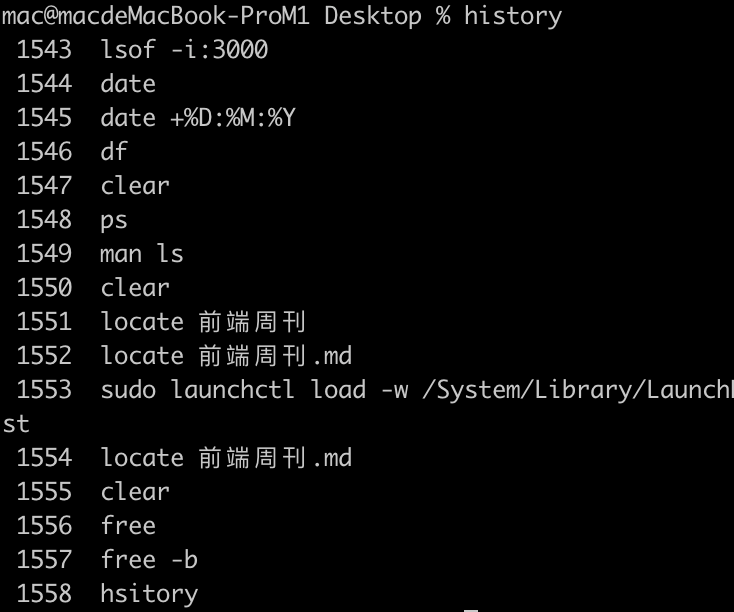 mac@macdeMacBook-ProM1 Desktop % history
1543 lsof -i:3000
1544 date
1545 date +%D:%M:%Y
1546 df
1547 clear
1548 ps
1549 man ls
1550 clear
1551 locate 前端周刊
1552 locate 前端周刊.md
1553 sudo launchctl load -w /System/Library/Launch
st
1554 locate 前端周刊.md
1555 clear
1556 free
1557 free -b
1558 hsitory